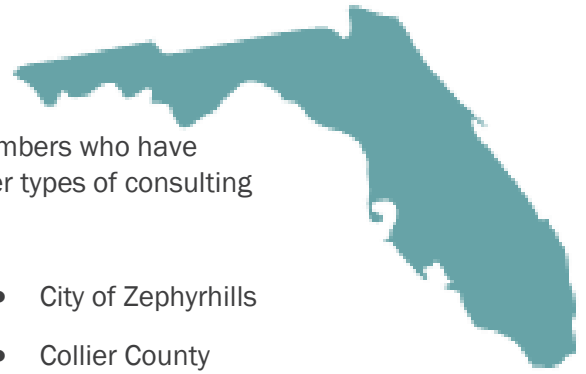 mbers who have
er types of consulting
• City of Zephyrhills
• Collier County